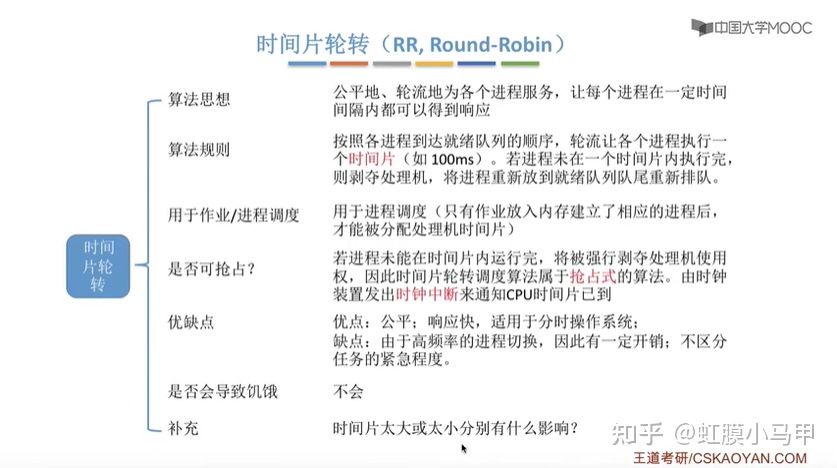 中国大学MOOC
时间片轮转（RR, Round-Robin）
算法思想
公平地、轮流地为各个进程服务，让每个进程在一定时间
间隔内都可以得到响应
算法规则
按照各进程到达就绪队列的顺序，轮流让各个进程执行一
个时间片（如 100ms）。若进程未在一个时间片内执行完，
则剥夺处理机，将进程重新放到就绪队列队尾重新排队。
用于作业/进程调度
用于进程调度（只有作业放入内存建立了相应的进程后，
才能被分配处理机时间片）
时间
片轮
转
是否可抢占？
若进程未能在时间片内运行完，将被强行剥夺处理机使用
权，因此时间片轮转调度算法属于抢占式的算法。由时钟
装置发出时钟中断来通知CPU时间片已到
优缺点
优点：公平；响应快，适用于分时操作系统；
缺点：由于高频率的进程切换，因此有一定开销；不区分
任务的紧急程度。
是否会导致饥饿
不会
补充
时间片太大或太小分别有什么影响？
知乎 @虹膜小马甲
王道考研/CSKAOYAN.COM